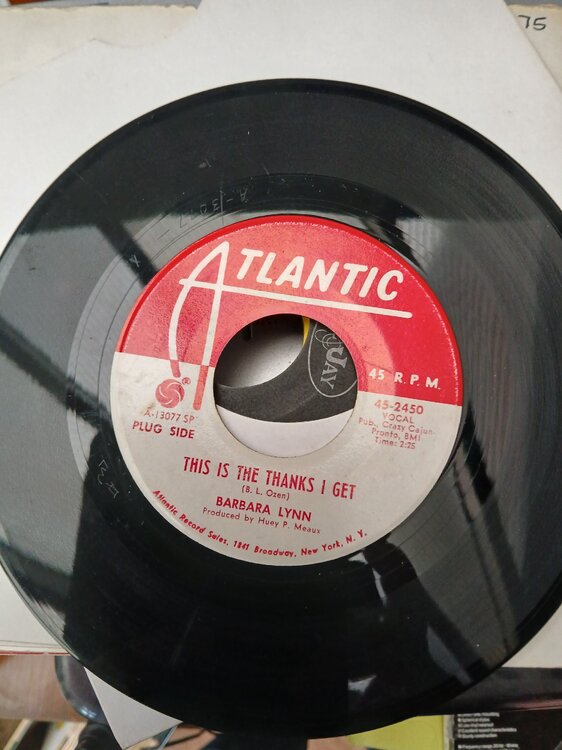 75
A-13077
ATLANTIC
®
JAY
45 R.P.M.
45-2450
VOCAL
Pub., Crazy Cajun-
Pronto, BMI
Time: 2:25
A-13077 SP
PLUG SIDE
THIS IS THE THANKS I GET
(B. L. Ozen)
BARBARA LYNN
Produced by Huey P. Meaux
Atlantic Record Sales, 1841 Broadway, New York, N. Y.